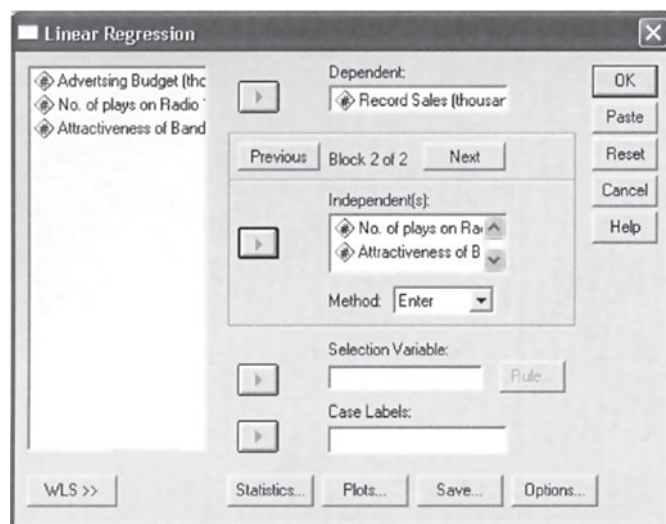 Linear Regression
Advertsing Budget (thc
No. of plays on Radio
Attractiveness of Band
Dependent:
Record Sales (thousar
Previous
Block 2 of 2
Next
Independent(s):
No. of plays on Ra
Attractiveness of B
Method: Enter
Selection Variable:
Rule...
Case Labels:
WLS >>
Statistics...
Plots...
Save...
Options...
OK
Paste
Reset
Cancel
Help